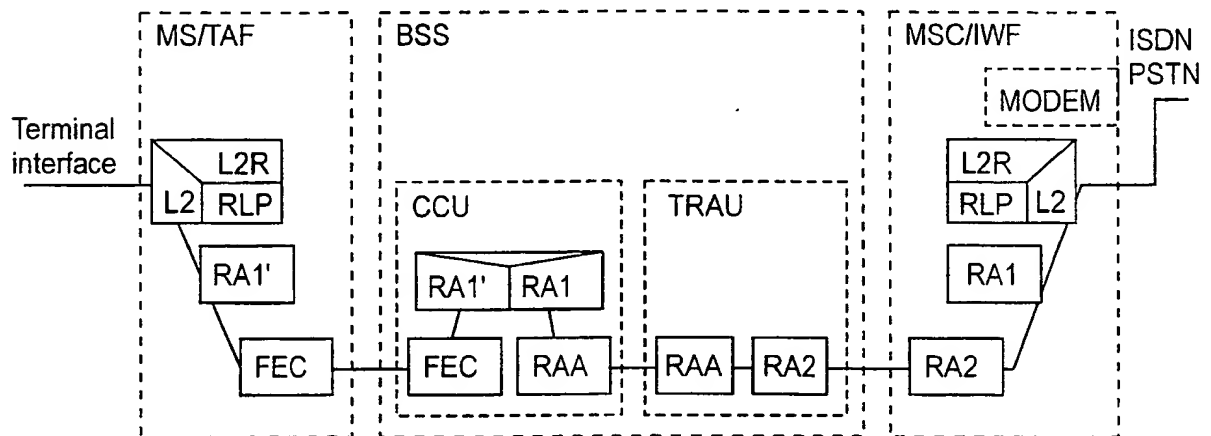 MS/TAF
BSS
MSC/IWF
ISDN
PSTN
MODEM
Terminal
interface
L2R
L2 RLP
L2R
RLP L2
CCU
TRAU
RA1'
RA1' RA1
RA1
FEC
FEC
RAA
RAA
RA2
RA2